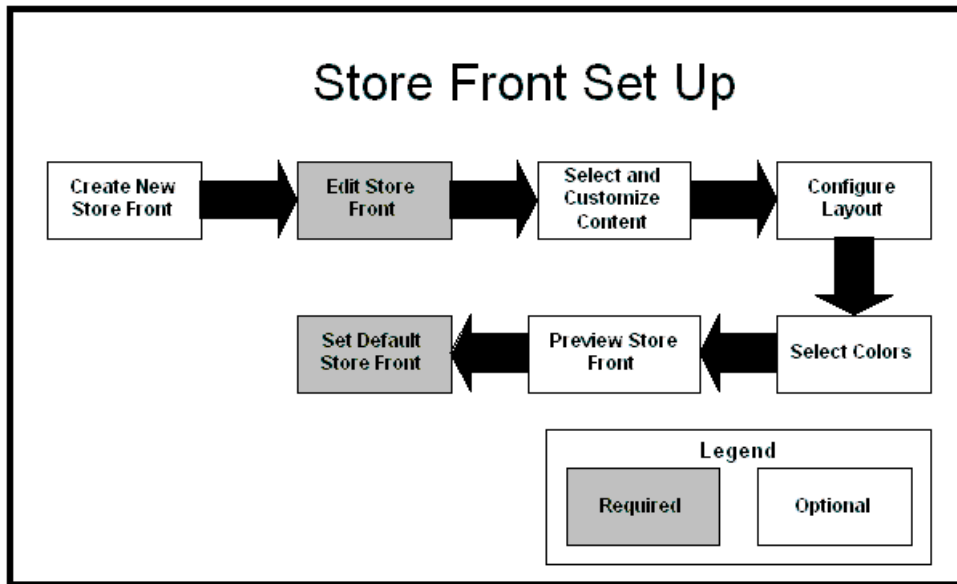 Store Front Set Up
Create New
Store Front
Edit Store
Front
Select and
Customize
Content
Configure
Layout
Select Colors
Preview Store
Front
Set Default
Store Front
Legend
Required
Optional